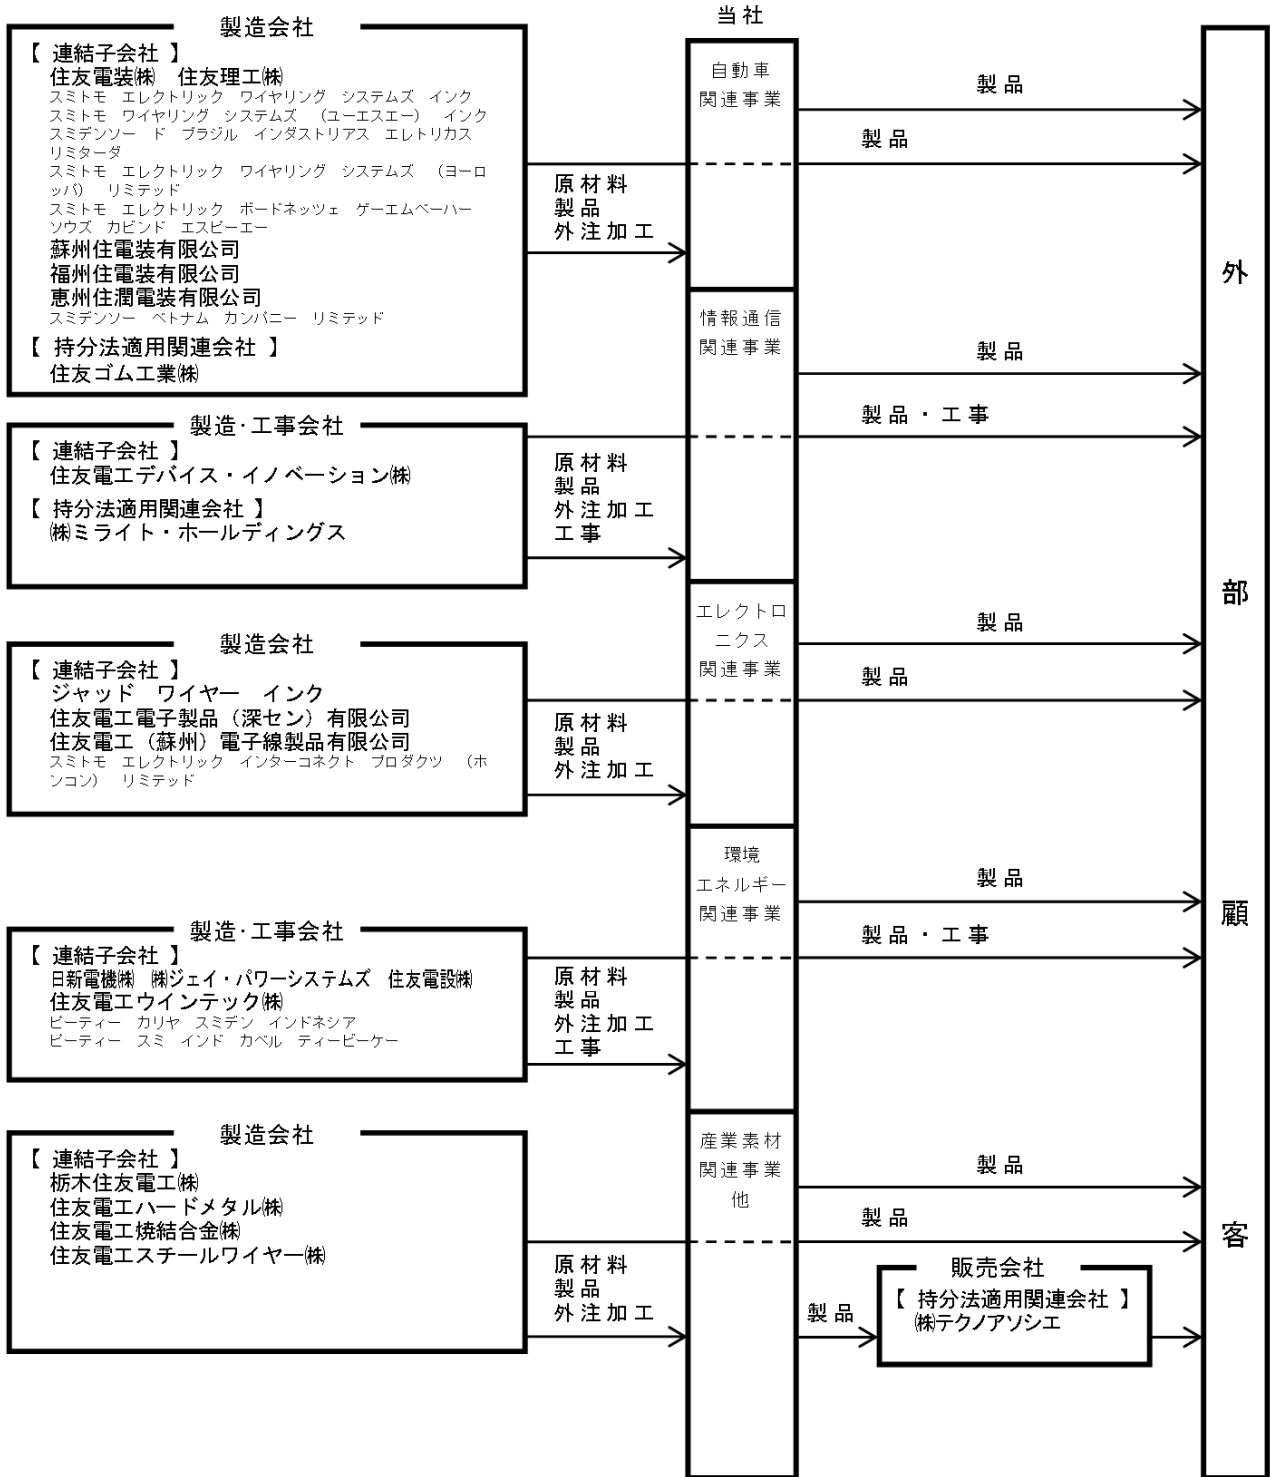 製造会社
【 連結子会社 】
住友電装㈱　住友理工㈱
スミトモ　エレクトリック　ワイヤリング　システムズ　インク
スミトモ　ワイヤリング　システムズ　（ユーエスエー）　インク
スミデンソー　ド　ブラジル　インダストリアス　エレトリカス
リミターダ
スミトモ　エレクトリック　ワイヤリング　システムズ　（ヨーロ
ッパ）　リミテッド
スミトモ　エレクトリック　ボードネッツェ　ゲーエムベーハー
ソウズ　カビンド　エスピーエー
蘇州住電装有限公司
福州住電装有限公司
恵州住潤電装有限公司
スミデンソー　ベトナム　カンパニー　リミテッド
【 持分法適用関連会社 】
住友ゴム工業㈱
原材料
製品
外注加工
製造・工事会社
【 連結子会社 】
住友電工デバイス・イノベーション㈱
【 持分法適用関連会社 】
㈱ミライト・ホールディングス
原材料
製品
外注加工
工事
製造会社
【 連結子会社 】
ジャッド　ワイヤー　インク
住友電工電子製品（深セン）有限公司
住友電工（蘇州）電子線製品有限公司
スミトモ　エレクトリック　インターコネクト　プロダクツ　（ホ
ンコン）　リミテッド
原材料
製品
外注加工
製造・工事会社
【 連結子会社 】
日新電機㈱　㈱ジェイ・パワーシステムズ　住友電設㈱
住友電工ウインテック㈱
ピーティー　カリヤ　スミデン　インドネシア
ピーティー　スミ　インド　カベル　ティービーケー
原材料
製品
外注加工
工事
製造会社
【 連結子会社 】
栃木住友電工㈱
住友電工ハードメタル㈱
住友電工焼結合金㈱
住友電工スチールワイヤー㈱
原材料
製品
外注加工
当社
自動車
関連事業
製品
製品
情報通信
関連事業
製品
製品・工事
エレクトロ
ニクス
関連事業
製品
製品
環境
エネルギー
関連事業
製品
製品・工事
産業素材
関連事業
他
製品
製品
製品
販売会社
【 持分法適用関連会社 】
㈱テクノアソシエ
外部顧客